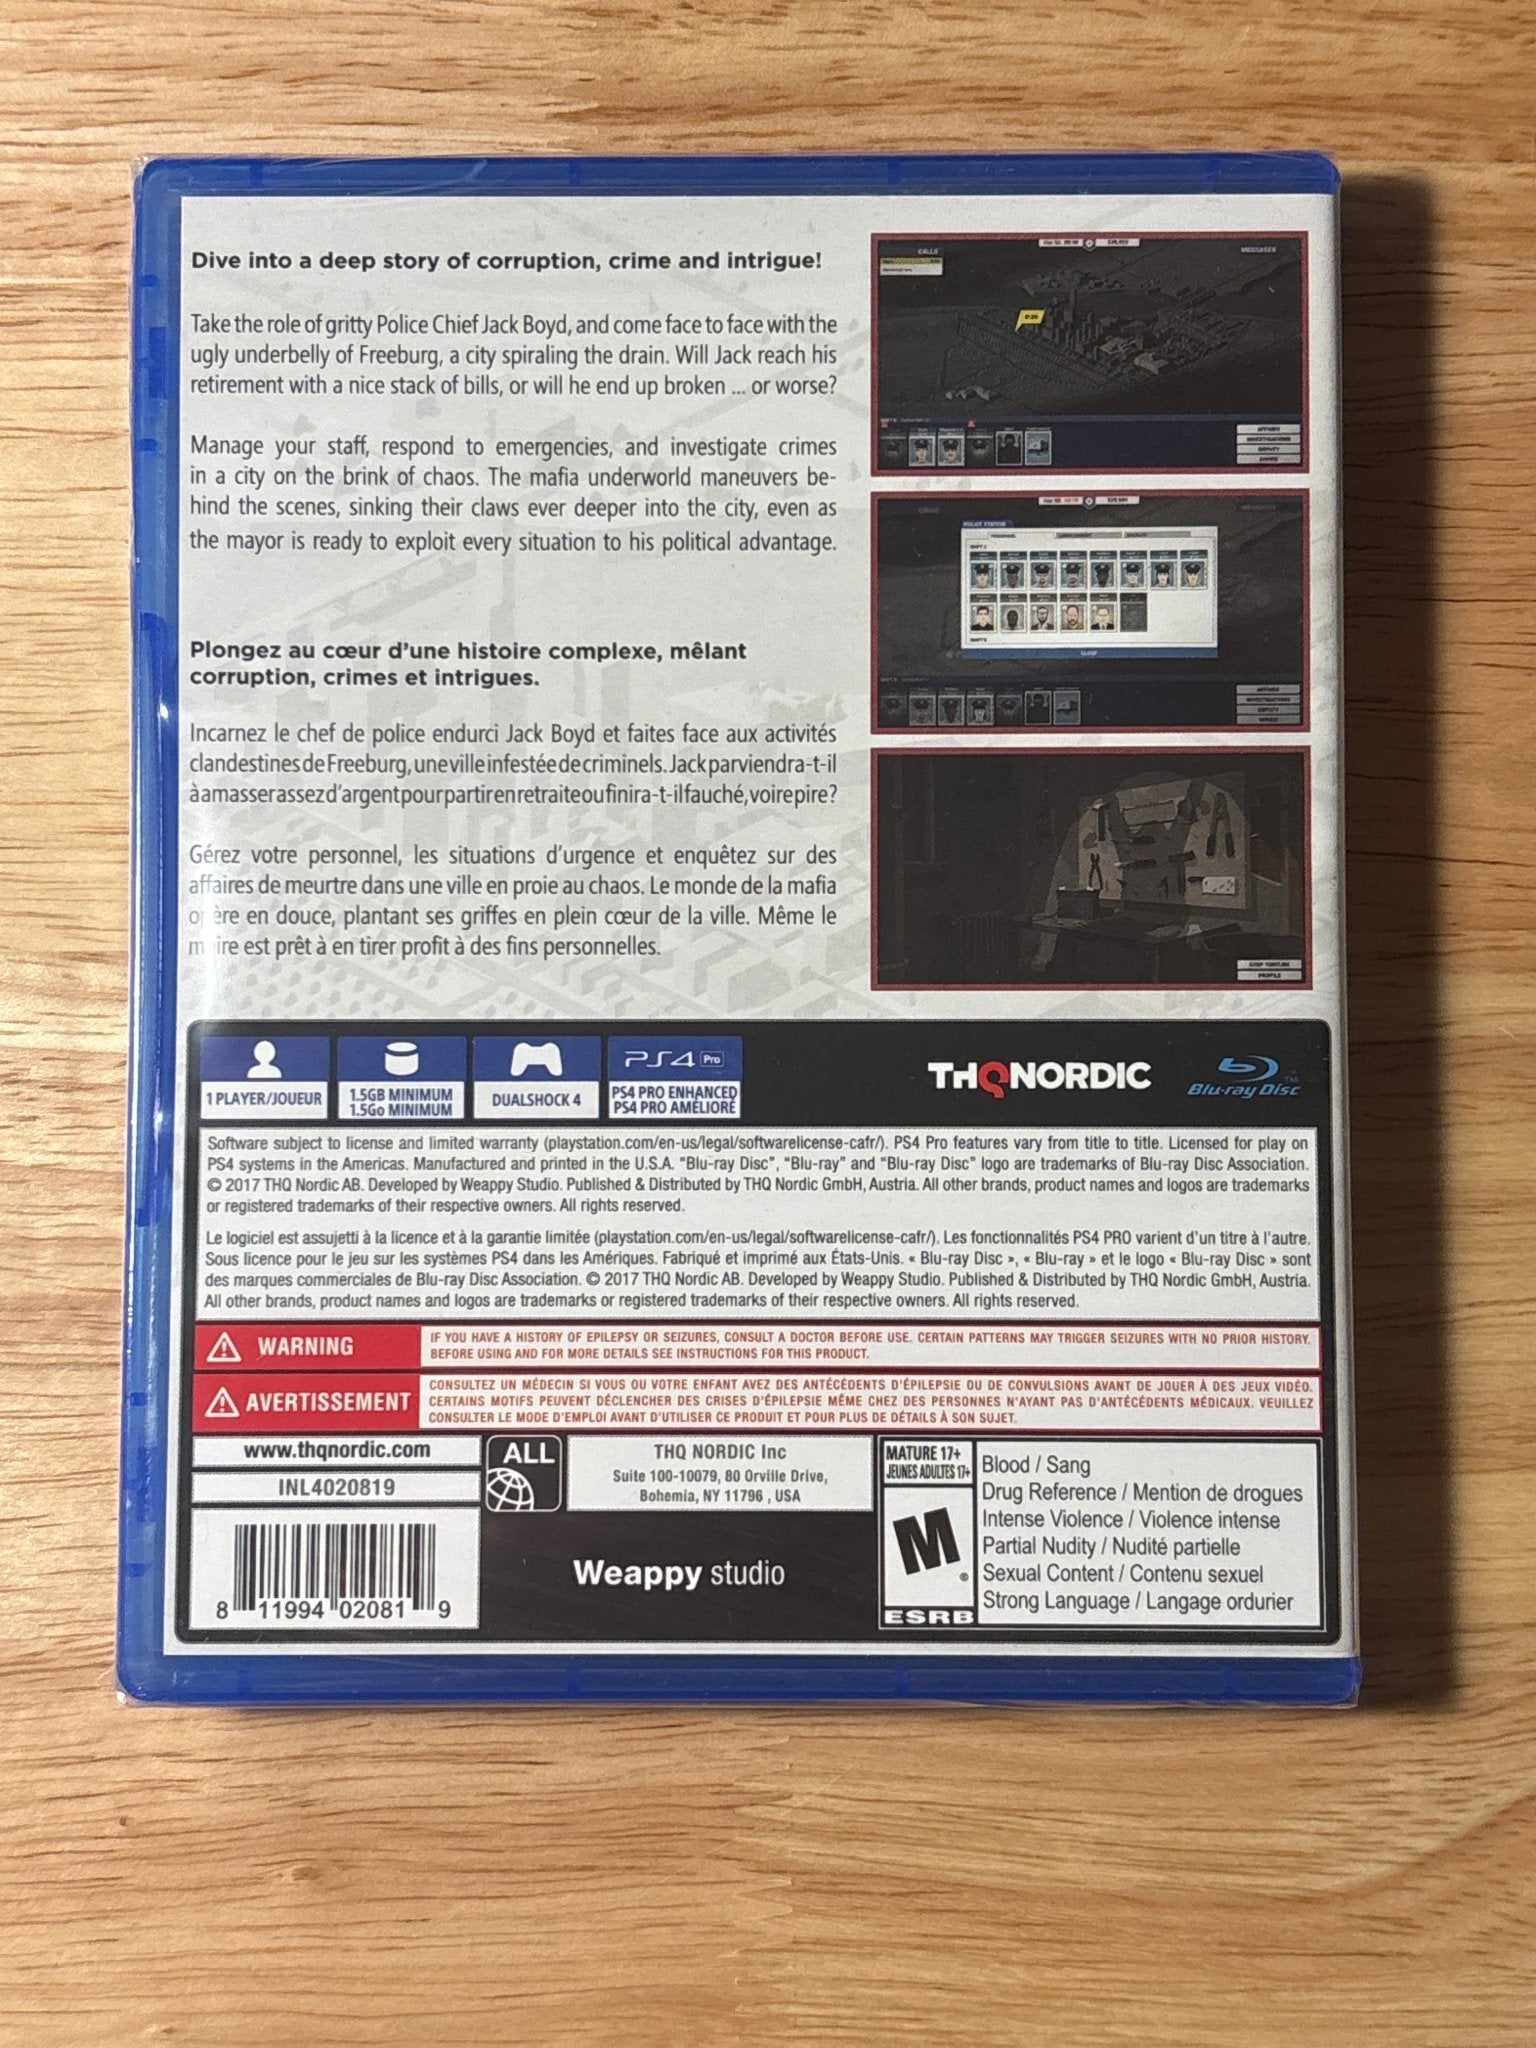 Dive into a deep story of corruption, crime and intrigue!
Take the role of gritty Police Chief Jack Boyd, and come face to face with the
ugly underbelly of Freeburg, a city spiraling the drain. Will Jack reach his
retirement with a nice stack of bills, or will he end up broken ... or worse?
Manage your staff, respond to emergencies, and investigate crimes
in a city on the brink of chaos. The mafia underworld maneuvers be-
hind the scenes, sinking their claws ever deeper into the city, even as
the mayor is ready to exploit every situation to his political advantage.
Plongez au cœur d'une histoire complexe, mêlant
corruption, crimes et intrigues.
Incarnez le chef de police endurci Jack Boyd et faites face aux activités
clandestines de Freeburg, une ville infestée de criminels. Jack parviendra-t-il
à amasser assez d'argent pour partir en retraite ou finira-t-il fauché, voire pire?
Gérez votre personnel, les situations d'urgence et enquêtez sur des
affaires de meurtre dans une ville en proie au chaos. Le monde de la mafia
opère en douce, plantant ses griffes en plein cœur de la ville. Même le
maire est prêt à en tirer profit à des fins personnelles.
CALLS
MESSAGES
AFFAIRS
INVESTIGATIONS
DEPUTY
POLICE STATION
PERSONNEL
SHIFT 1
SHIFT 2
CLOSE
AFFAIRS
INVESTIGATIONS
DEPUTY
STOP TORTURE
PROFILE
1 PLAYER/JOUEUR
1.5GB MINIMUM
1.5Go MINIMUM
DUALSHOCK 4
PS4 Pro
PS4 PRO ENHANCED
PS4 PRO AMÉLIORÉ
THQNORDIC
Blu-ray Disc™
Software subject to license and limited warranty (playstation.com/en-us/legal/softwarelicense-cafr/). PS4 Pro features vary from title to title. Licensed for play on
PS4 systems in the Americas. Manufactured and printed in the U.S.A. "Blu-ray Disc", "Blu-ray" and "Blu-ray Disc" logo are trademarks of Blu-ray Disc Association.
© 2017 THQ Nordic AB. Developed by Weappy Studio. Published & Distributed by THQ Nordic GmbH, Austria. All other brands, product names and logos are trademarks
or registered trademarks of their respective owners. All rights reserved.
Le logiciel est assujetti à la licence et à la garantie limitée (playstation.com/en-us/legal/softwarelicense-cafr/). Les fonctionnalités PS4 PRO varient d'un titre à l'autre.
Sous licence pour le jeu sur les systèmes PS4 dans les Amériques. Fabriqué et imprimé aux États-Unis. « Blu-ray Disc », « Blu-ray » et le logo « Blu-ray Disc » sont
des marques commerciales de Blu-ray Disc Association. © 2017 THQ Nordic AB. Developed by Weappy Studio. Published & Distributed by THQ Nordic GmbH, Austria.
All other brands, product names and logos are trademarks or registered trademarks of their respective owners. All rights reserved.
WARNING
IF YOU HAVE A HISTORY OF EPILEPSY OR SEIZURES, CONSULT A DOCTOR BEFORE USE. CERTAIN PATTERNS MAY TRIGGER SEIZURES WITH NO PRIOR HISTORY.
BEFORE USING AND FOR MORE DETAILS SEE INSTRUCTIONS FOR THIS PRODUCT.
AVERTISSEMENT
CONSULTEZ UN MÉDECIN SI VOUS OU VOTRE ENFANT AVEZ DES ANTÉCÉDENTS D'ÉPILEPSIE OU DE CONVULSIONS AVANT DE JOUER À DES JEUX VIDÉO.
CERTAINS MOTIFS PEUVENT DÉCLENCHER DES CRISES D'ÉPILEPSIE MÊME CHEZ DES PERSONNES N'AYANT PAS D'ANTÉCÉDENTS MÉDICAUX. VEUILLEZ
CONSULTER LE MODE D'EMPLOI AVANT D'UTILISER CE PRODUIT ET POUR PLUS DE DÉTAILS À SON SUJET.
www.thqnordic.com
INL4020819
8 11994 02081 9
ALL
THQ NORDIC Inc
Suite 100-10079, 80 Orville Drive,
Bohemia, NY 11796 , USA
Weappy studio
MATURE 17+
JEUNES ADULTES 17+
M®
ESRB
Blood / Sang
Drug Reference / Mention de drogues
Intense Violence / Violence intense
Partial Nudity / Nudité partielle
Sexual Content / Contenu sexuel
Strong Language / Langage ordurier